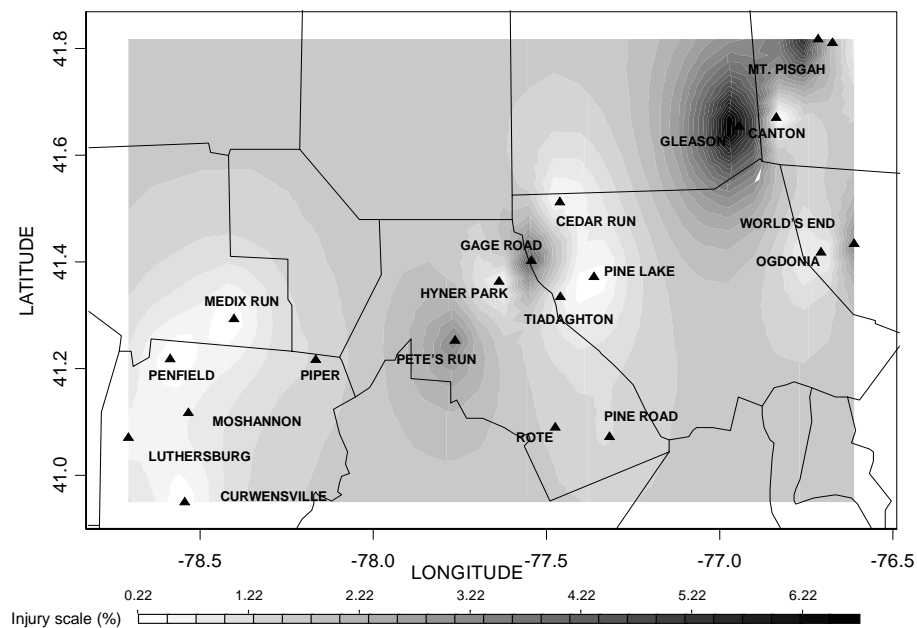 41.8
41.6
41.4
41.2
41.0
LATITUDE
MT. PISGAH
GLEASON
CANTON
CEDAR RUN
WORLD'S END
GAGE ROAD
OGDONIA
PINE LAKE
HYNER PARK
MEDIX RUN
TIADAGHTON
PETE'S RUN
PENFIELD
PIPER
MOSHANNON
PINE ROAD
ROTE
LUTHERSBURG
CURWENSVILLE
-78.5
-78.0
-77.5
-77.0
-76.5
LONGITUDE
0.22
1.22
2.22
3.22
4.22
5.22
6.22
Injury scale (%)